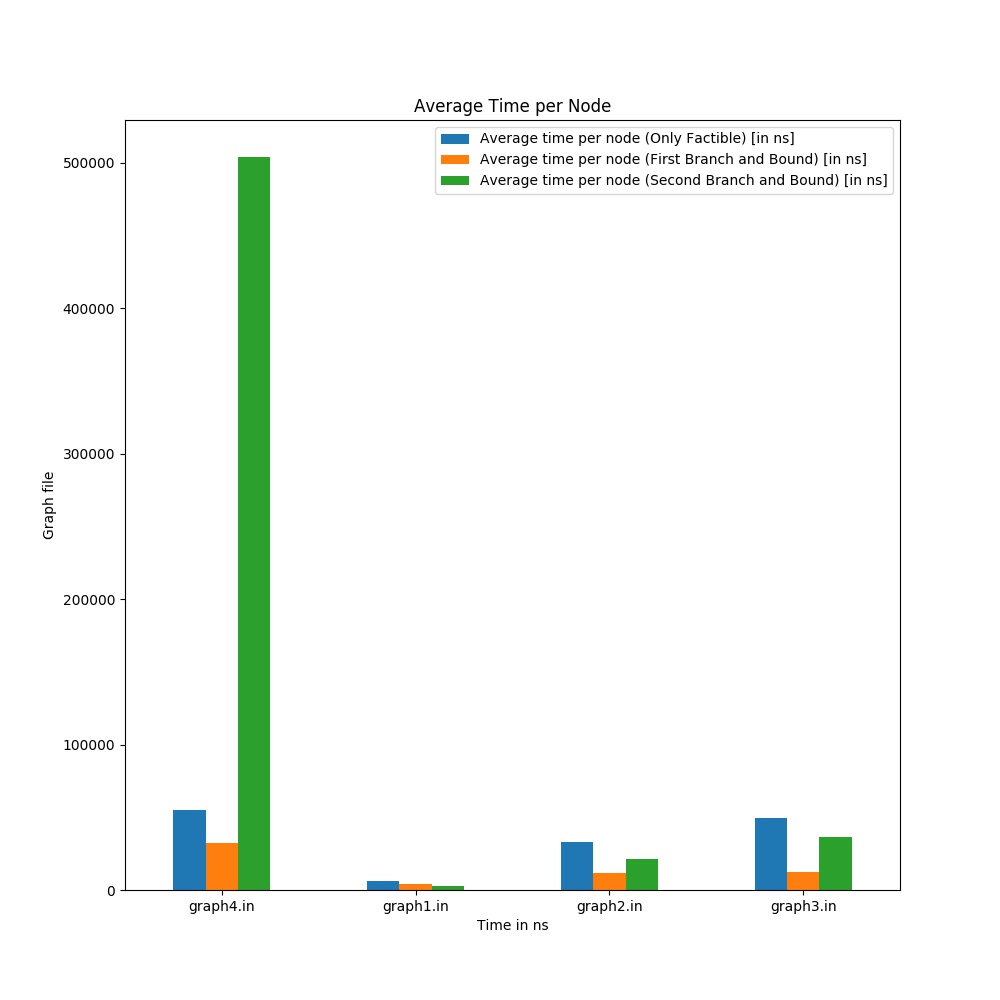 Average Time per Node
Average time per node (Only Factible) [in ns]
Average time per node (First Branch and Bound) [in ns]
Average time per node (Second Branch and Bound) [in ns]
500000
400000
300000
200000
100000
0
Graph file
graph4.in
graph1.in
graph2.in
graph3.in
Time in ns